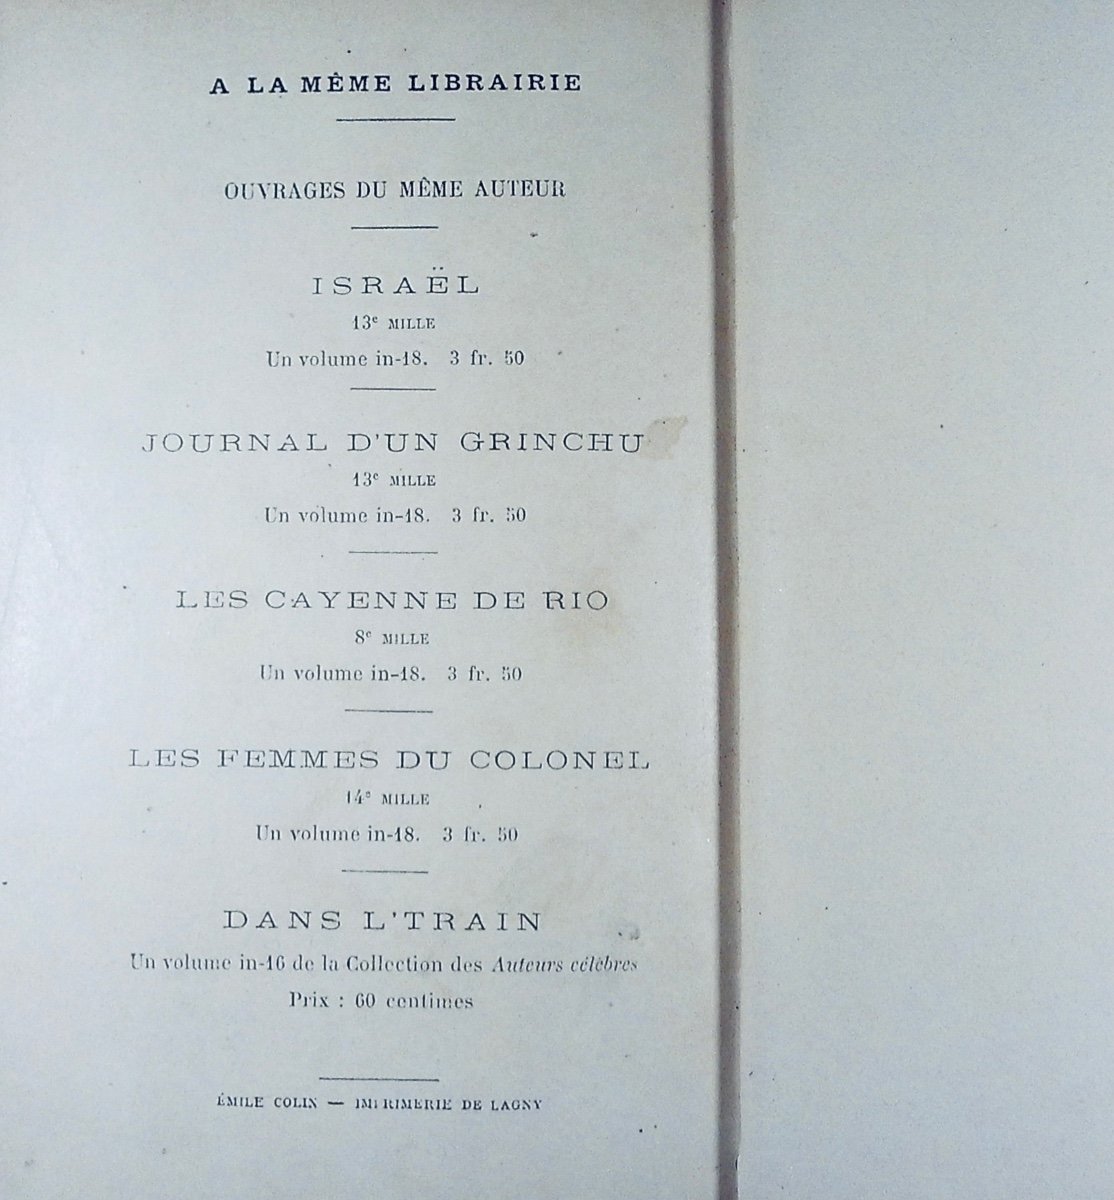 A LA MÊME LIBRAIRIE
OUVRAGES DU MÊME AUTEUR
ISRAËL
13e MILLE
Un volume in-18. 3 fr. 50
JOURNAL D'UN GRINCHU
13e MILLE
Un volume in-18. 3 fr. 50
LES CAYENNE DE RIO
8e MILLE
Un volume in-18. 3 fr. 50
LES FEMMES DU COLONEL
14e MILLE
Un volume in-18. 3 fr. 50
DANS L'TRAIN
Un volume in-16 de la Collection des Auteurs célèbres
Prix : 60 centimes
ÉMILE COLIN — IMPRIMERIE DE LAGNY